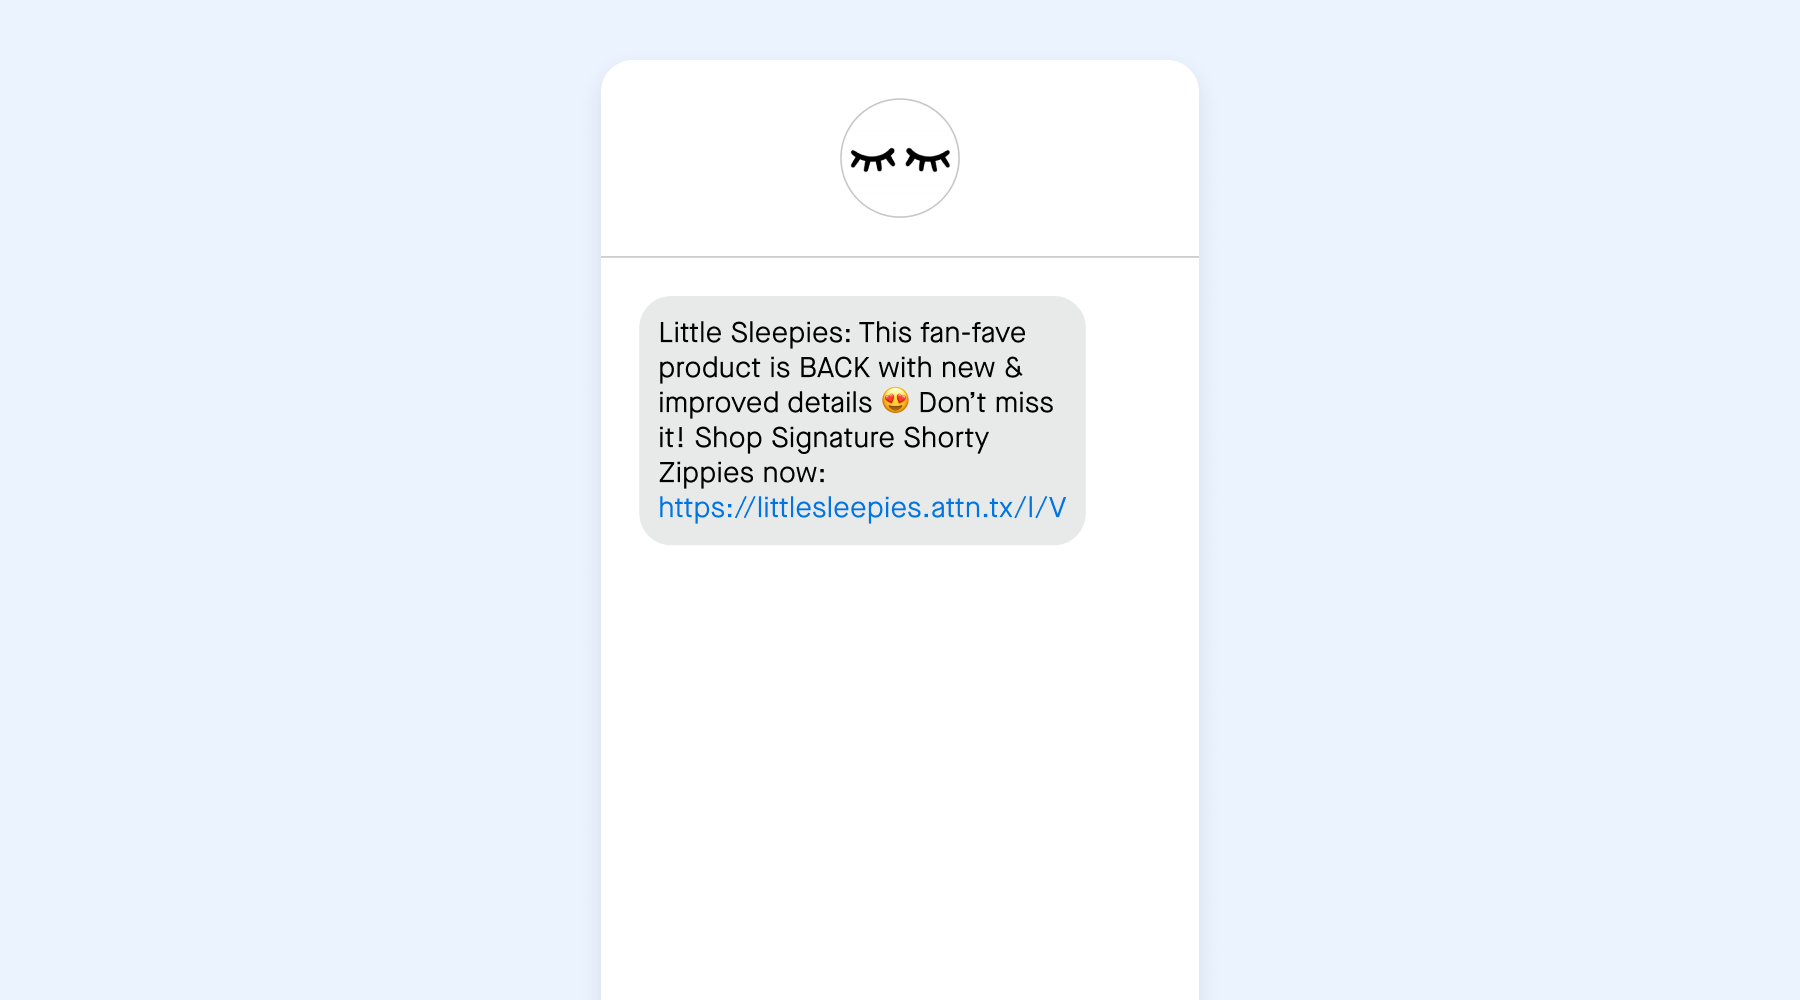 Little Sleepies: This fan-fave
product is BACK with new &
improved details 😍 Don’t miss
it! Shop Signature Shorty
Zippies now:
https://littlesleepies.attn.tx/l/V